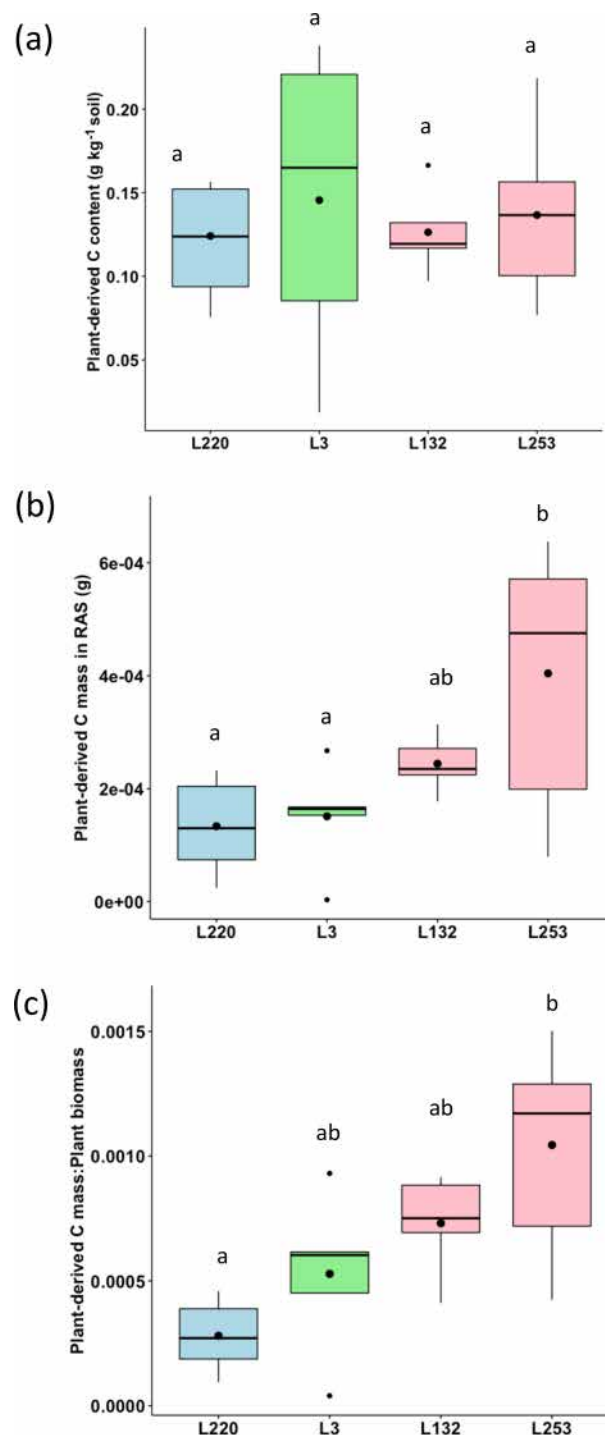 (a)
a
a
a
a
Plant-derived C content (g kg⁻¹ soil)
0.20
0.15
0.10
0.05
L220 L3 L132 L253
(b)
b
ab
a
a
Plant-derived C mass in RAS (g)
6e-04
4e-04
2e-04
0e+00
L220 L3 L132 L253
(c)
b
ab
ab
a
Plant-derived C mass:Plant biomass
0.0015
0.0010
0.0005
0.0000
L220 L3 L132 L253